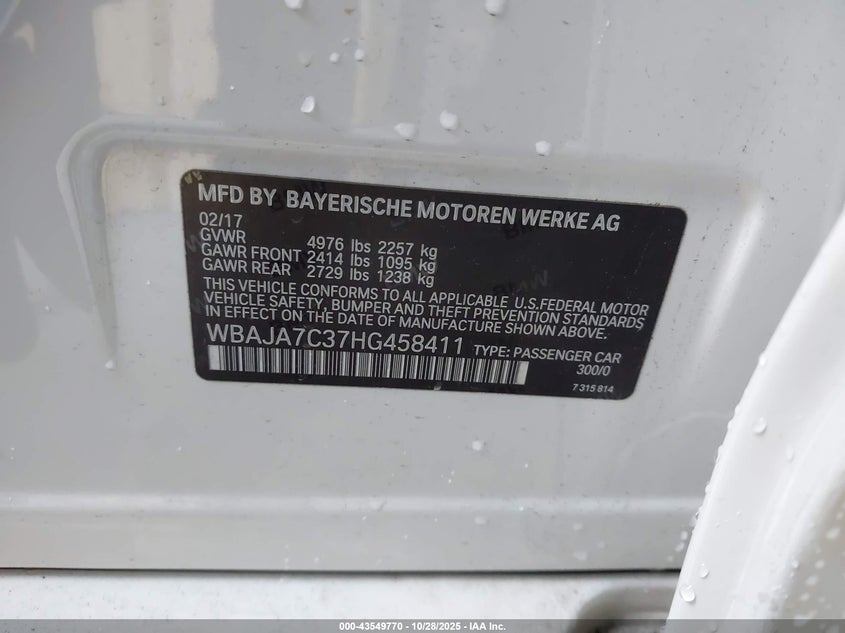 MFD BY BAYERISCHE MOTOREN WERKE AG
02/17
GVWR 4976 lbs 2257 kg
GAWR FRONT 2414 lbs 1095 kg
GAWR REAR 2729 lbs 1238 kg
THIS VEHICLE CONFORMS TO ALL APPLICABLE U.S.FEDERAL MOTOR
VEHICLE SAFETY, BUMPER AND THEFT PREVENTION STANDARDS
IN EFFECT ON THE DATE OF MANUFACTURE SHOWN ABOVE.
WBAJA7C37HG458411 TYPE: PASSENGER CAR
300/0
7 315 814
000-43549770 - 10/28/2025 - IAA Inc.